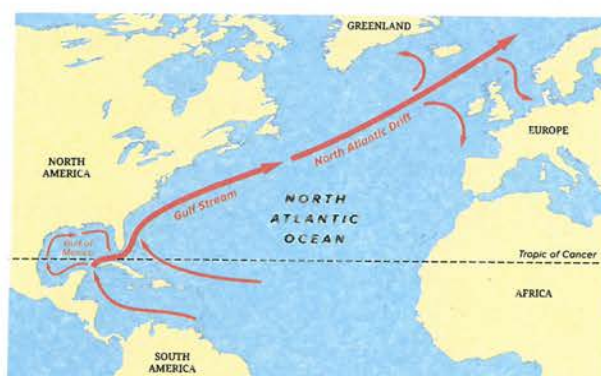 GREENLAND
NORTH
AMERICA
EUROPE
North Atlantic Drift
Gulf Stream
NORTH
ATLANTIC
OCEAN
Gulf of
Mexico
Tropic of Cancer
AFRICA
SOUTH
AMERICA